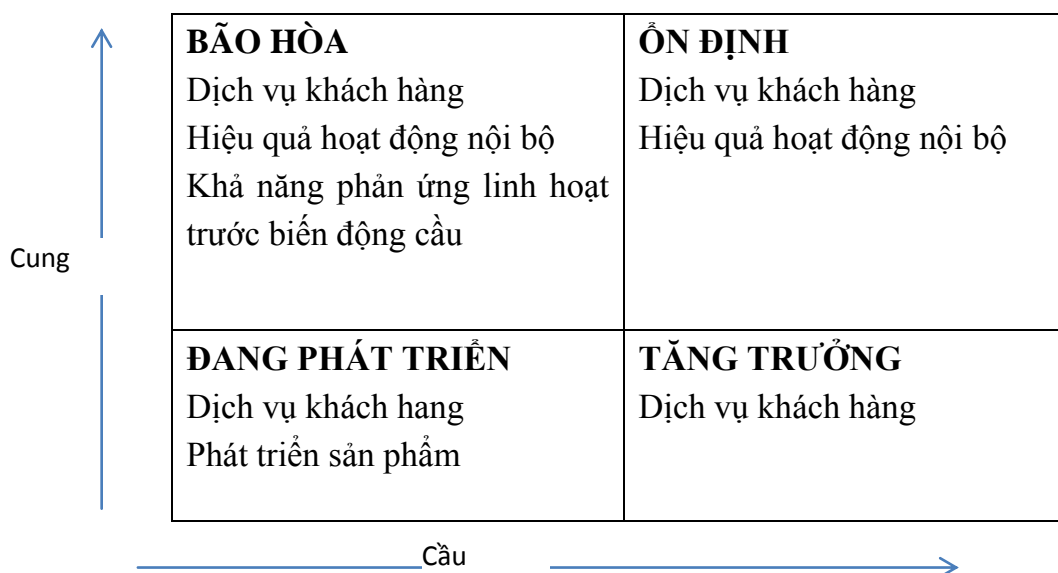 BÃO HÒA
Dịch vụ khách hàng
Hiệu quả hoạt động nội bộ
Khả năng phản ứng linh hoạt
trước biến động cầu
ỔN ĐỊNH
Dịch vụ khách hàng
Hiệu quả hoạt động nội bộ
Cung
ĐANG PHÁT TRIỂN
Dịch vụ khách hang
Phát triển sản phẩm
TĂNG TRƯỞNG
Dịch vụ khách hàng
Cầu